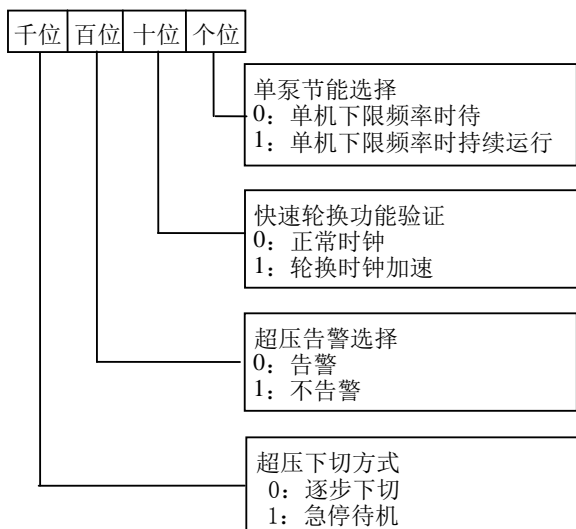 千位 百位 十位 个位
单泵节能选择
0：单机下限频率时待
1：单机下限频率时持续运行
快速轮换功能验证
0：正常时钟
1：轮换时钟加速
超压告警选择
0：告警
1：不告警
超压下切方式
0：逐步下切
1：急停待机